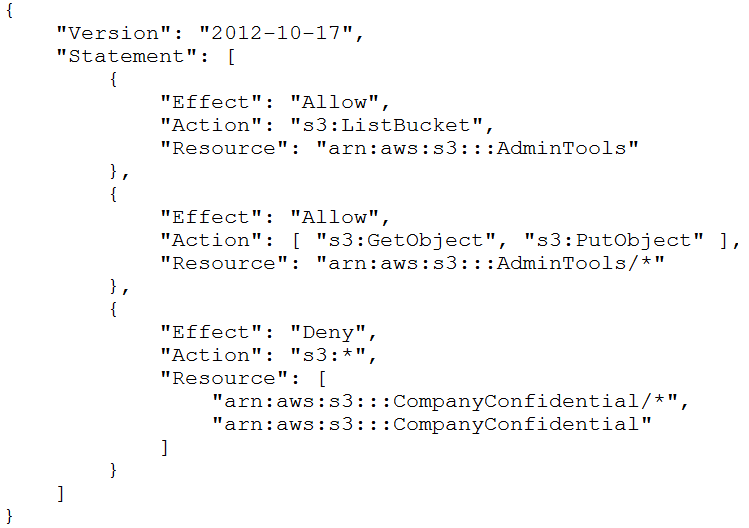 {
    "Version": "2012-10-17",
    "Statement": [
        {
            "Effect": "Allow",
            "Action": "s3:ListBucket",
            "Resource": "arn:aws:s3:::AdminTools"
        },
        {
            "Effect": "Allow",
            "Action": [ "s3:GetObject", "s3:PutObject" ],
            "Resource": "arn:aws:s3:::AdminTools/*"
        },
        {
            "Effect": "Deny",
            "Action": "s3:*",
            "Resource": [
                "arn:aws:s3:::CompanyConfidential/*",
                "arn:aws:s3:::CompanyConfidential"
            ]
        }
    ]
}